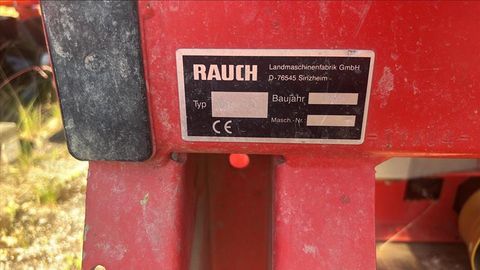 RAUCH
Landmaschinenfabrik GmbH
D-76545 Sinzheim
Typ
Baujahr
Masch.-Nr.
CE